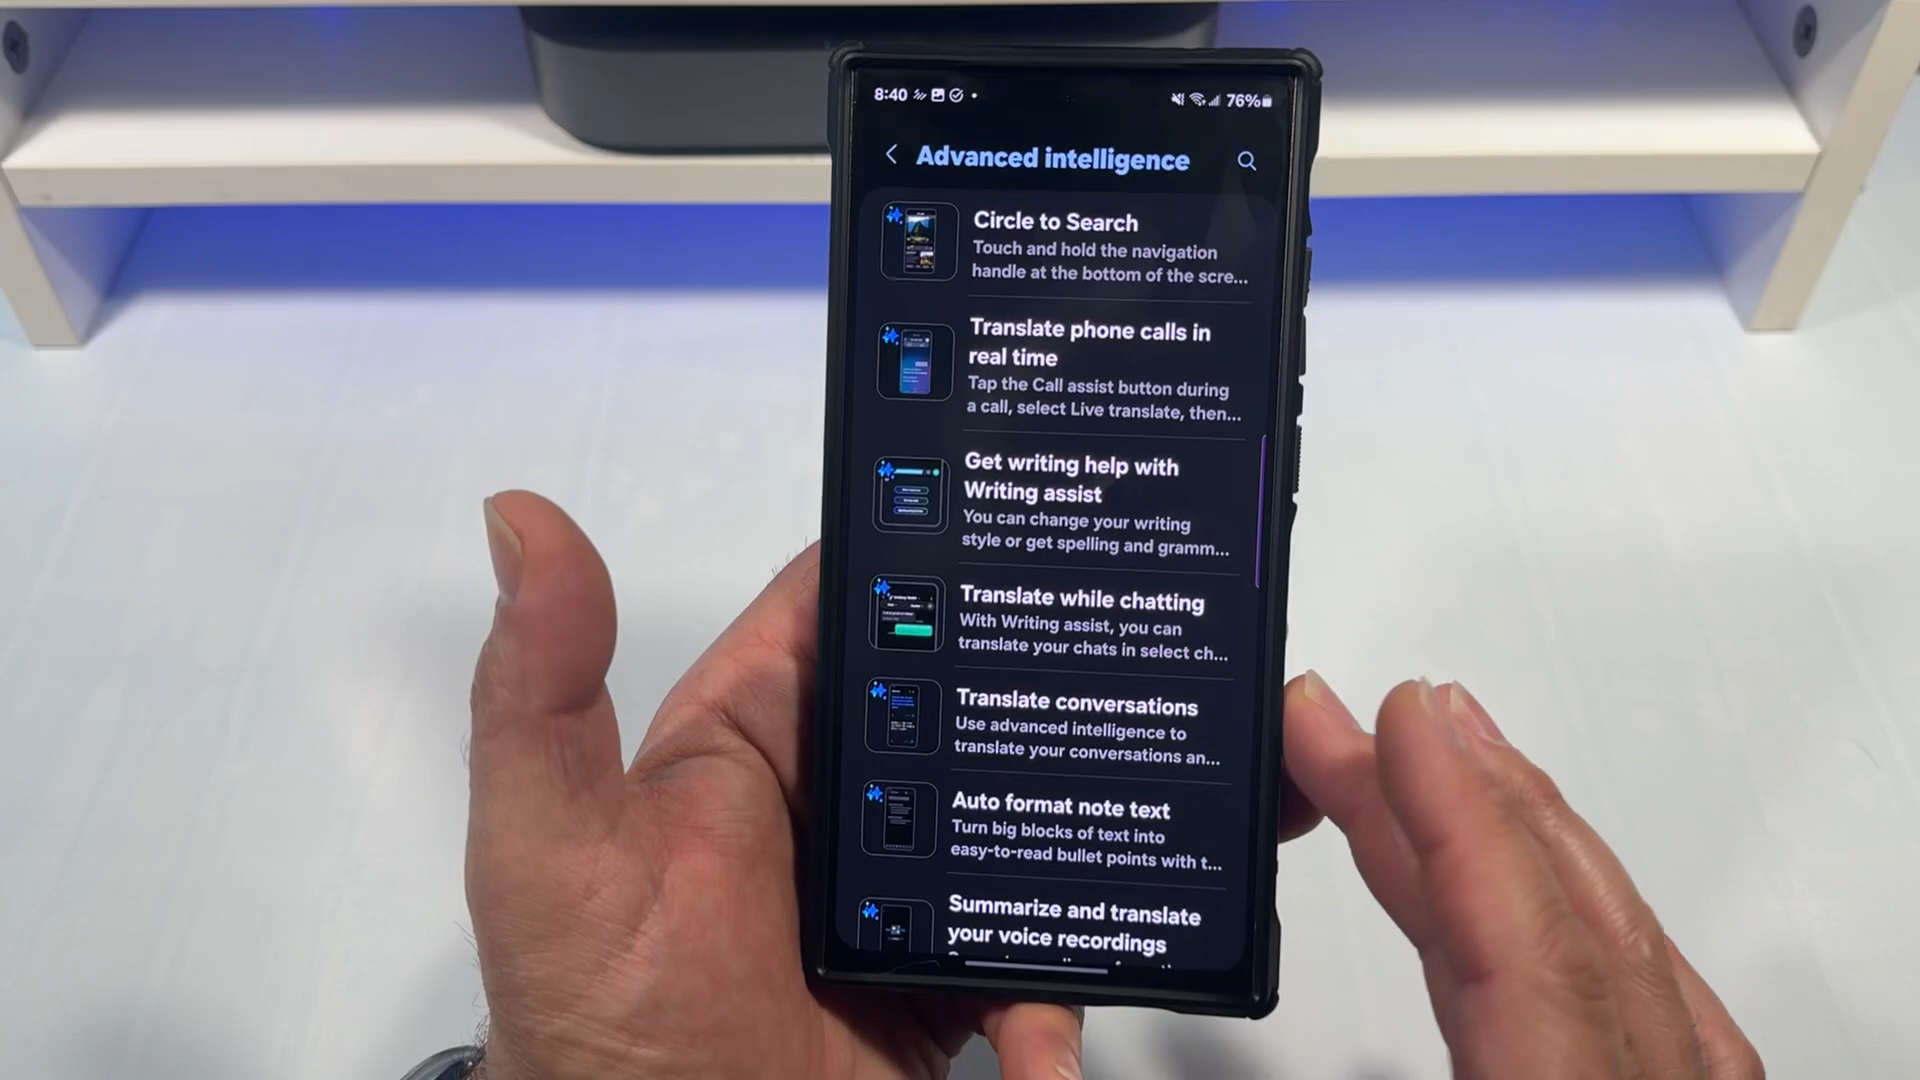 8:40
76%
Advanced intelligence
Circle to Search
Touch and hold the navigation
handle at the bottom of the scre...
Translate phone calls in
real time
Tap the Call assist button during
a call, select Live translate, then...
Get writing help with
Writing assist
You can change your writing
style or get spelling and gramm...
Translate while chatting
With Writing assist, you can
translate your chats in select ch...
Translate conversations
Use advanced intelligence to
translate your conversations an...
Auto format note text
Turn big blocks of text into
easy-to-read bullet points with t...
Summarize and translate
your voice recordings